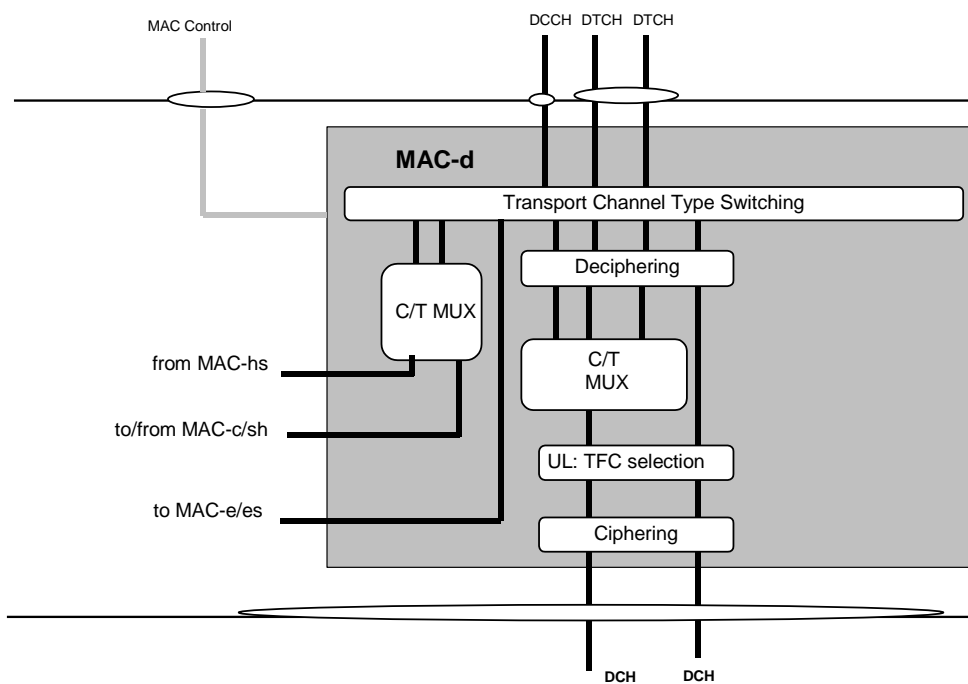 MAC Control
DCCH DTCH DTCH
MAC-d
Transport Channel Type Switching
Deciphering
C/T MUX
from MAC-hs
C/T
MUX
to/from MAC-c/sh
UL: TFC selection
to MAC-e/es
Ciphering
DCH DCH